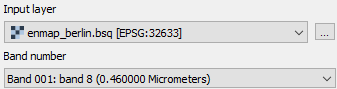 Input layer
enmap_berlin.bsq [EPSG:32633]
...
Band number
Band 001: band 8 (0.460000 Micrometers)